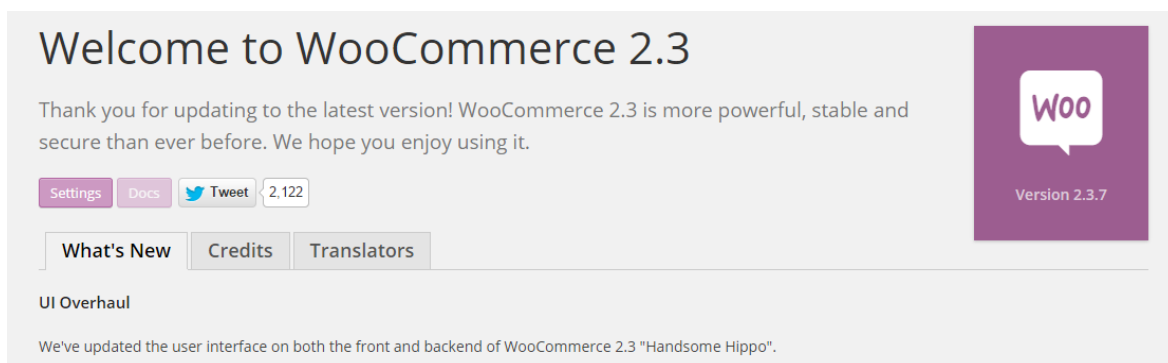 Welcome to WooCommerce 2.3
Thank you for updating to the latest version! WooCommerce 2.3 is more powerful, stable and
secure than ever before. We hope you enjoy using it.
Woo
Version 2.3.7
Settings Docs Tweet 2,122
What's New Credits Translators
UI Overhaul
We've updated the user interface on both the front and backend of WooCommerce 2.3 "Handsome Hippo".